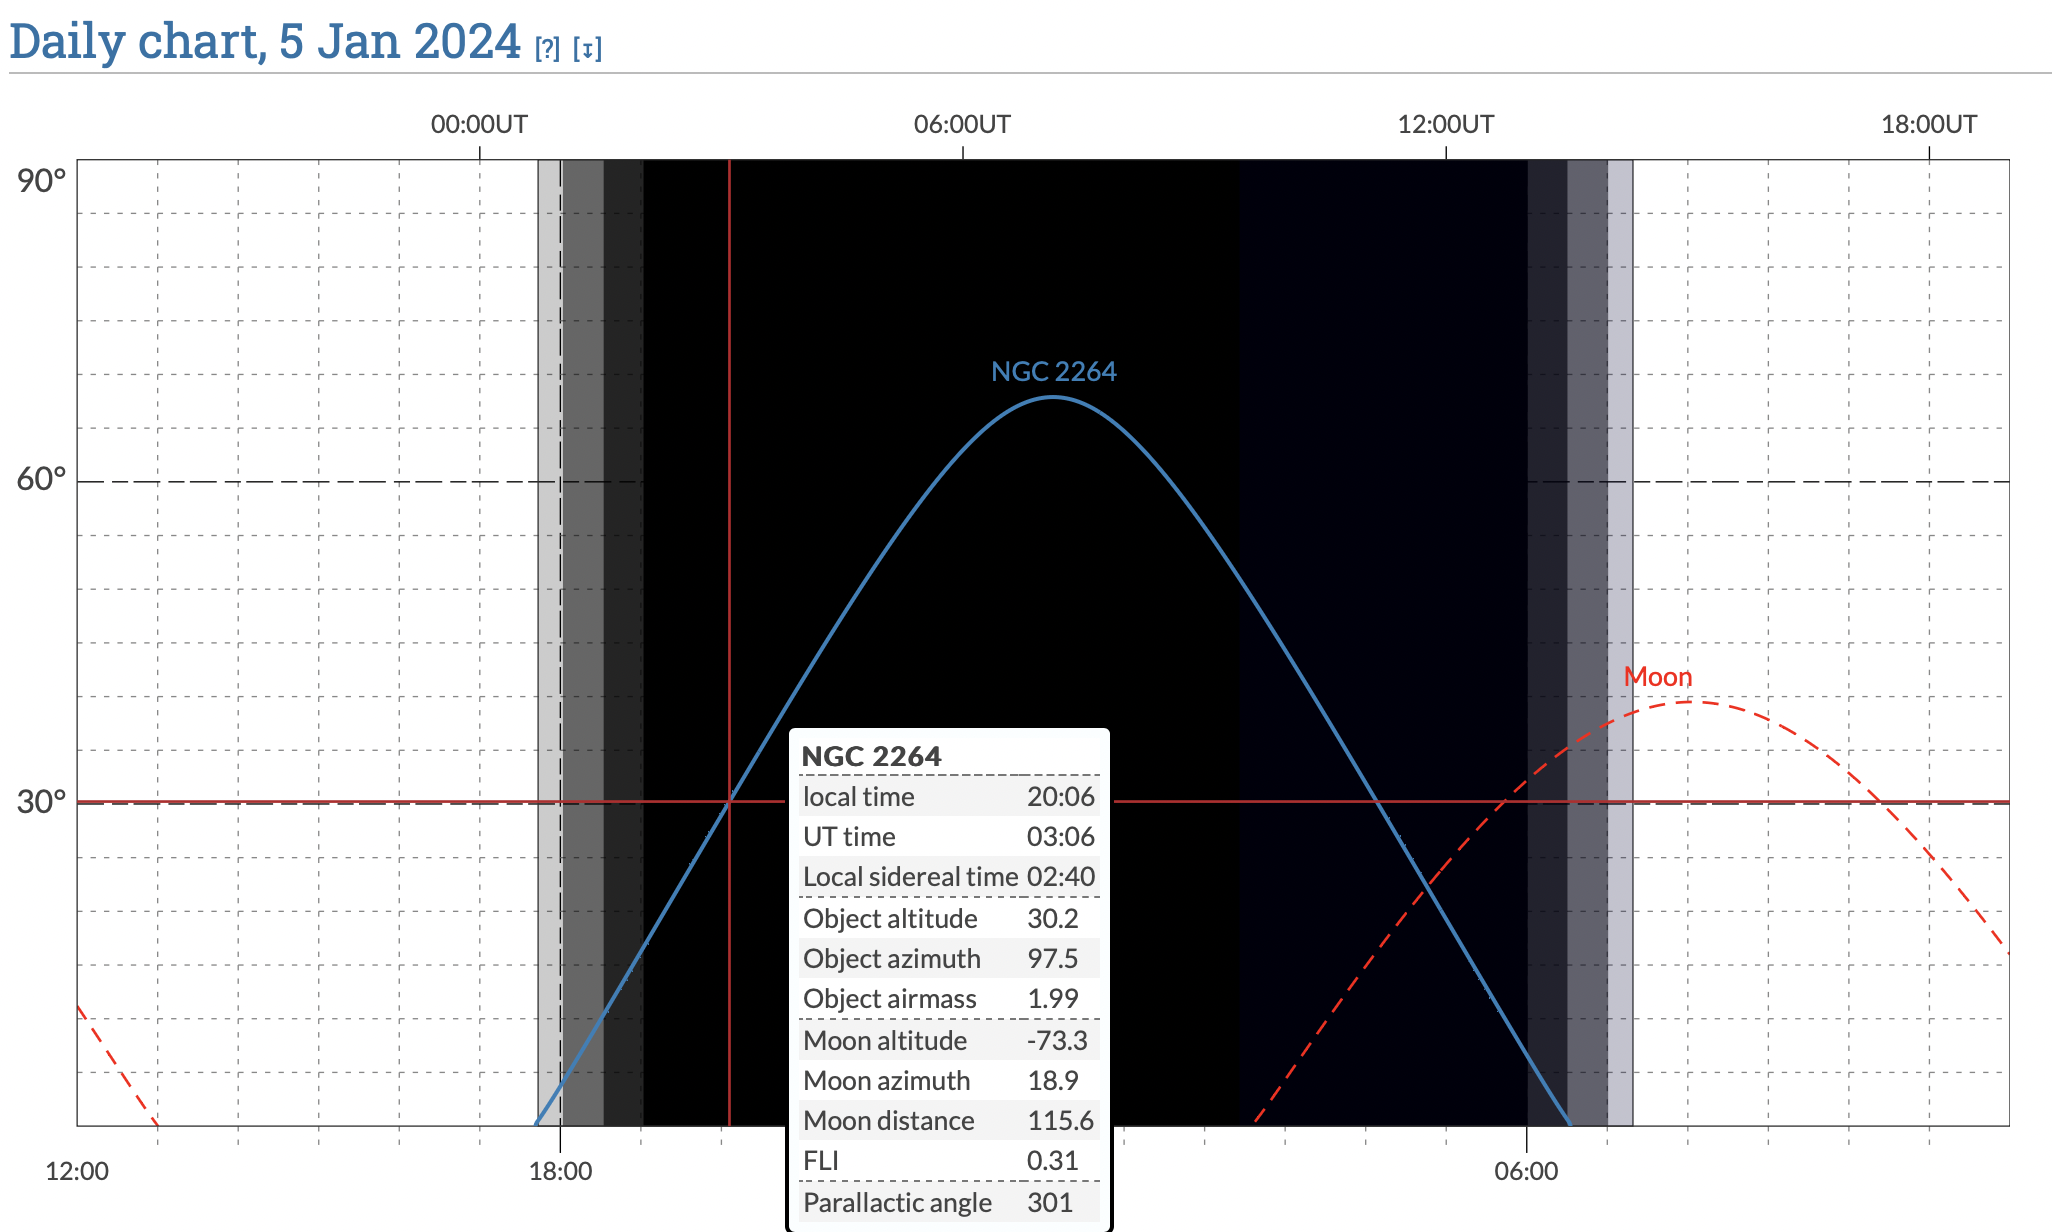 Daily chart, 5 Jan 2024 [?] [↧]
00:00UT 06:00UT 12:00UT 18:00UT
90°
NGC 2264
60°
Moon
NGC 2264
30°
local time 20:06
UT time 03:06
Local sidereal time 02:40
Object altitude 30.2
Object azimuth 97.5
Object airmass 1.99
Moon altitude -73.3
Moon azimuth 18.9
Moon distance 115.6
FLI 0.31
Parallactic angle 301
12:00 18:00 06:00